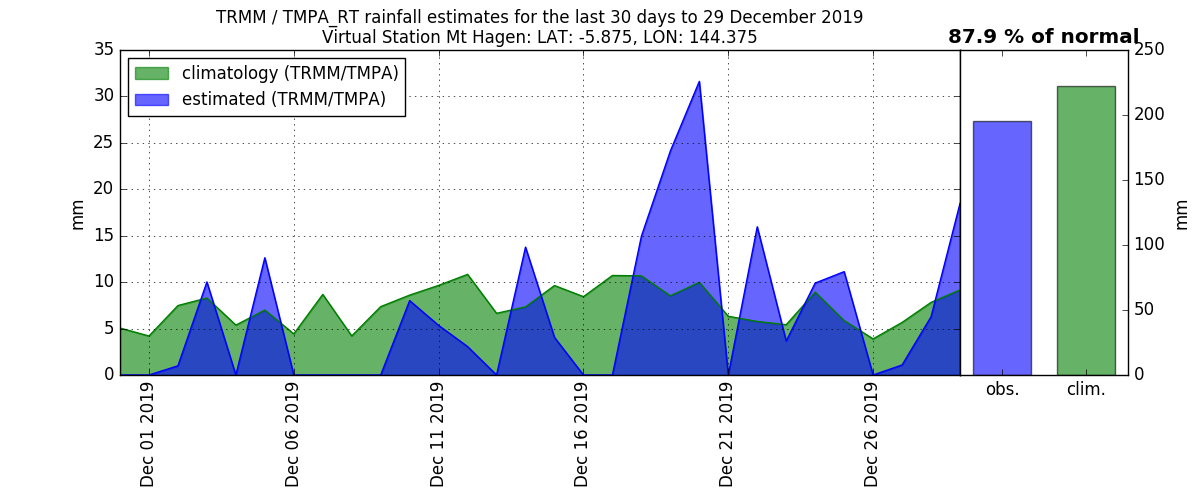 TRMM / TMPA_RT rainfall estimates for the last 30 days to 29 December 2019
Virtual Station Mt Hagen: LAT: -5.875, LON: 144.375
87.9 % of normal
climatology (TRMM/TMPA)
estimated (TRMM/TMPA)
35
30
25
20
15
10
5
0
mm
Dec 01 2019
Dec 06 2019
Dec 11 2019
Dec 16 2019
Dec 21 2019
Dec 26 2019
obs.
clim.
250
200
150
100
50
0
mm